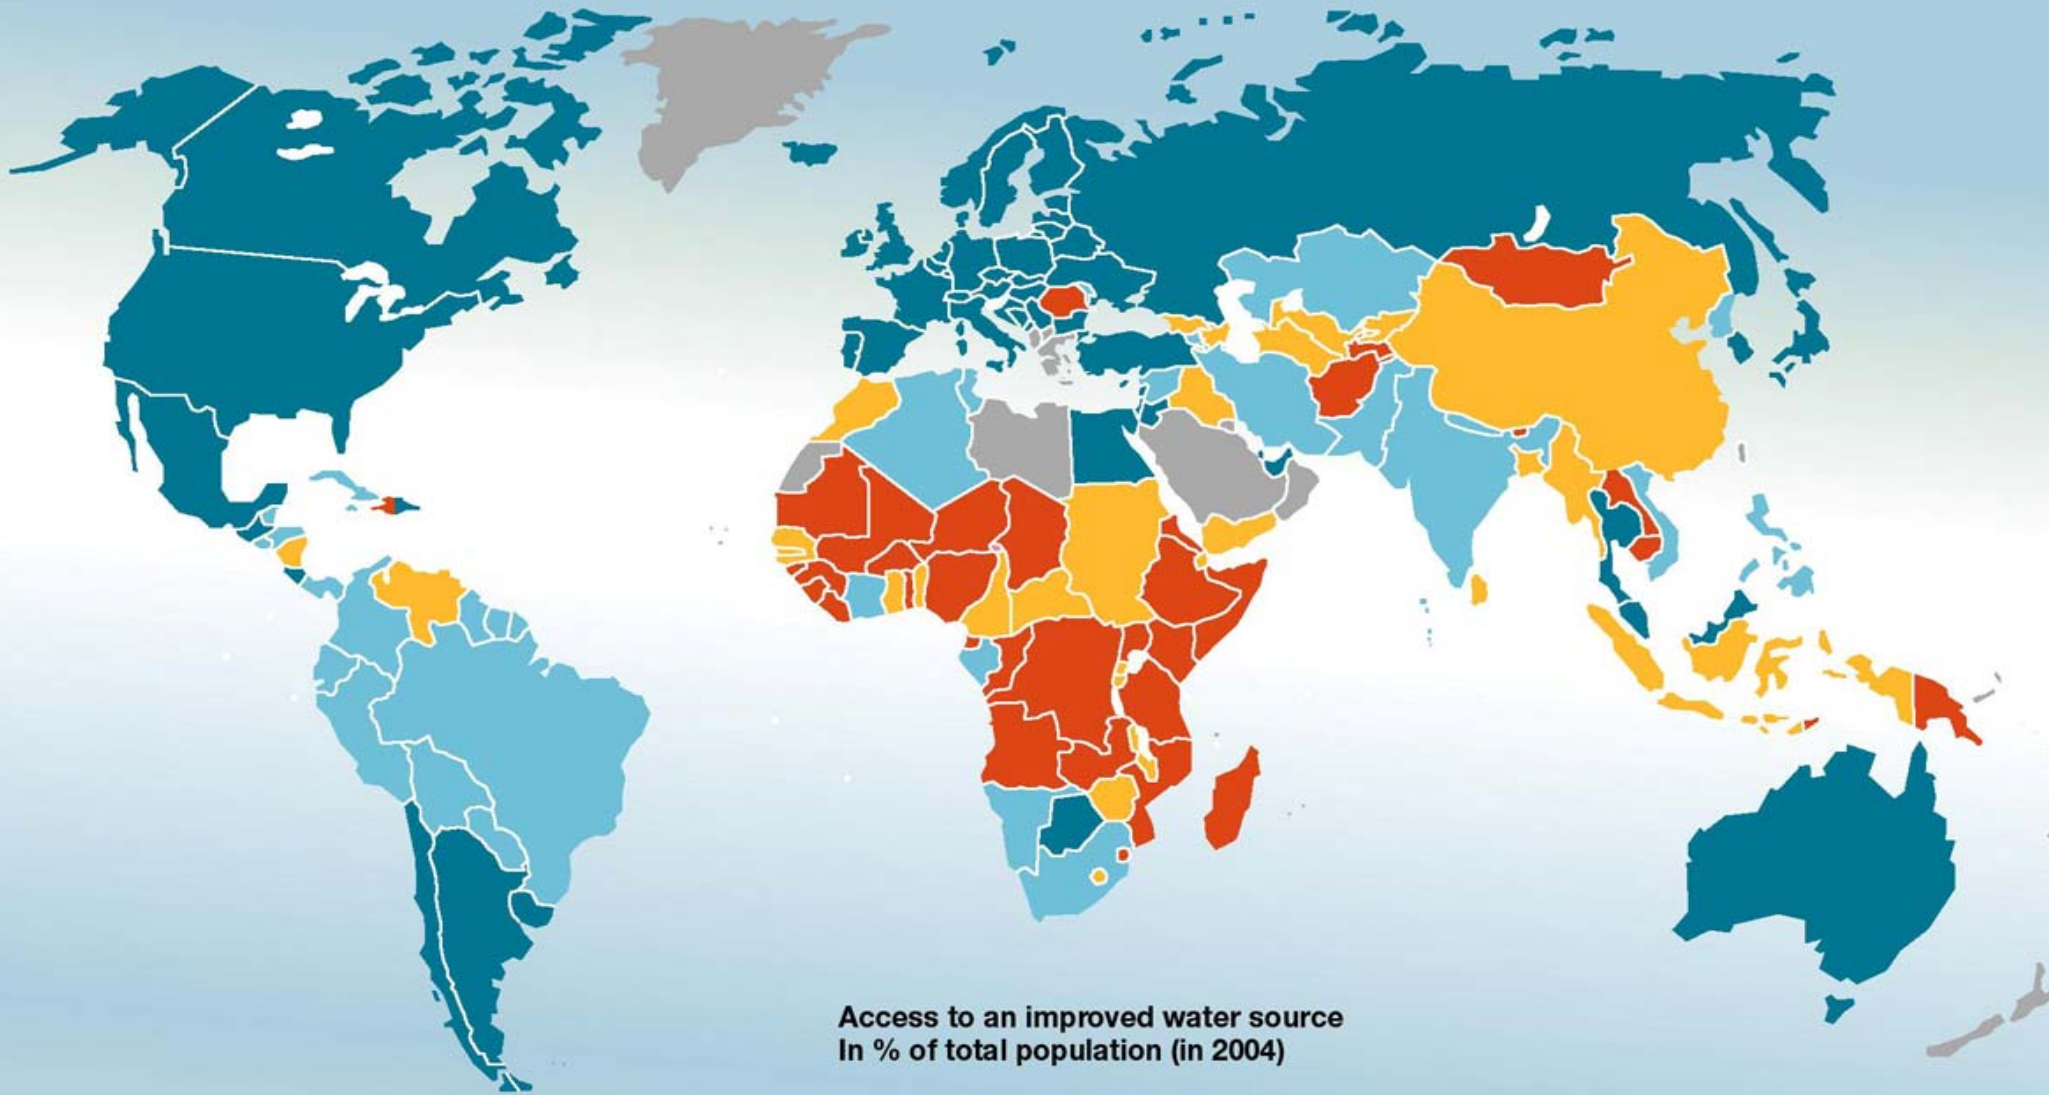 Access to an improved water source
In % of total population (in 2004)